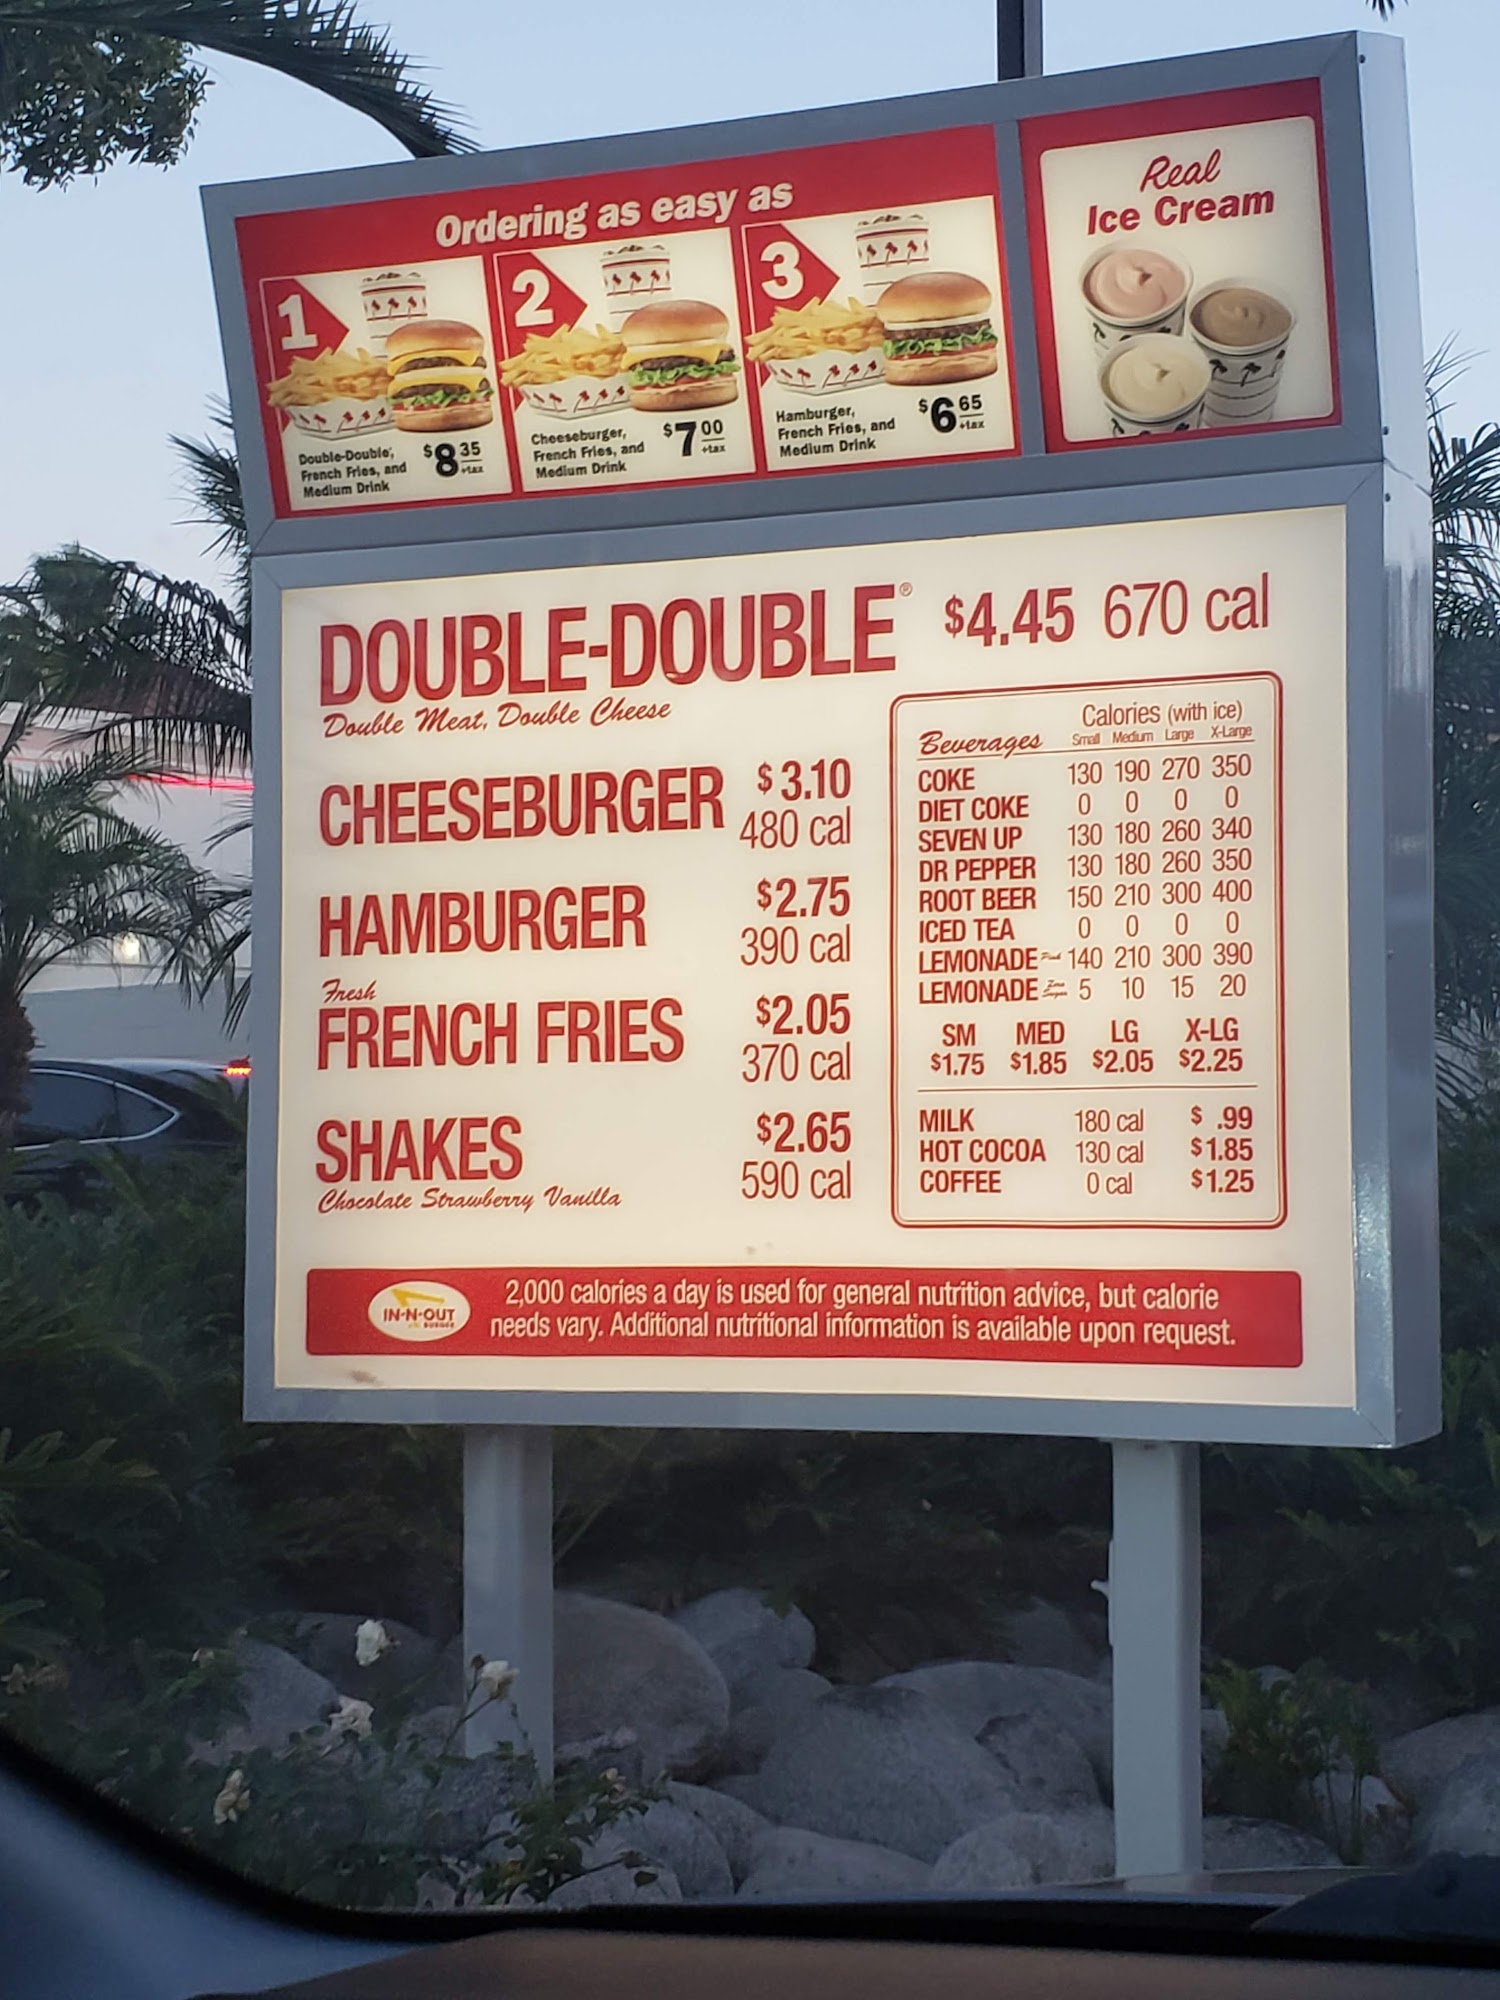 Ordering as easy as
1
Double-Double®,
French Fries, and
Medium Drink
$8 35
+tax
2
Cheeseburger,
French Fries, and
Medium Drink
$7 00
+tax
3
Hamburger,
French Fries, and
Medium Drink
$6 65
+tax
Real
Ice Cream
DOUBLE-DOUBLE® $4.45 670 cal
Double Meat, Double Cheese
CHEESEBURGER $3.10
480 cal
HAMBURGER $2.75
390 cal
Fresh
FRENCH FRIES $2.05
370 cal
SHAKES $2.65
590 cal
Chocolate Strawberry Vanilla
Calories (with ice)
Beverages Small Medium Large X-Large
COKE 130 190 270 350
DIET COKE 0 0 0 0
SEVEN UP 130 180 260 340
DR PEPPER 130 180 260 350
ROOT BEER 150 210 300 400
ICED TEA 0 0 0 0
LEMONADE Pink 140 210 300 390
LEMONADE Zero Sugar 5 10 15 20
SM MED LG X-LG
$1.75 $1.85 $2.05 $2.25
MILK 180 cal $ .99
HOT COCOA 130 cal $1.85
COFFEE 0 cal $1.25
IN-N-OUT
BURGER
2,000 calories a day is used for general nutrition advice, but calorie
needs vary. Additional nutritional information is available upon request.